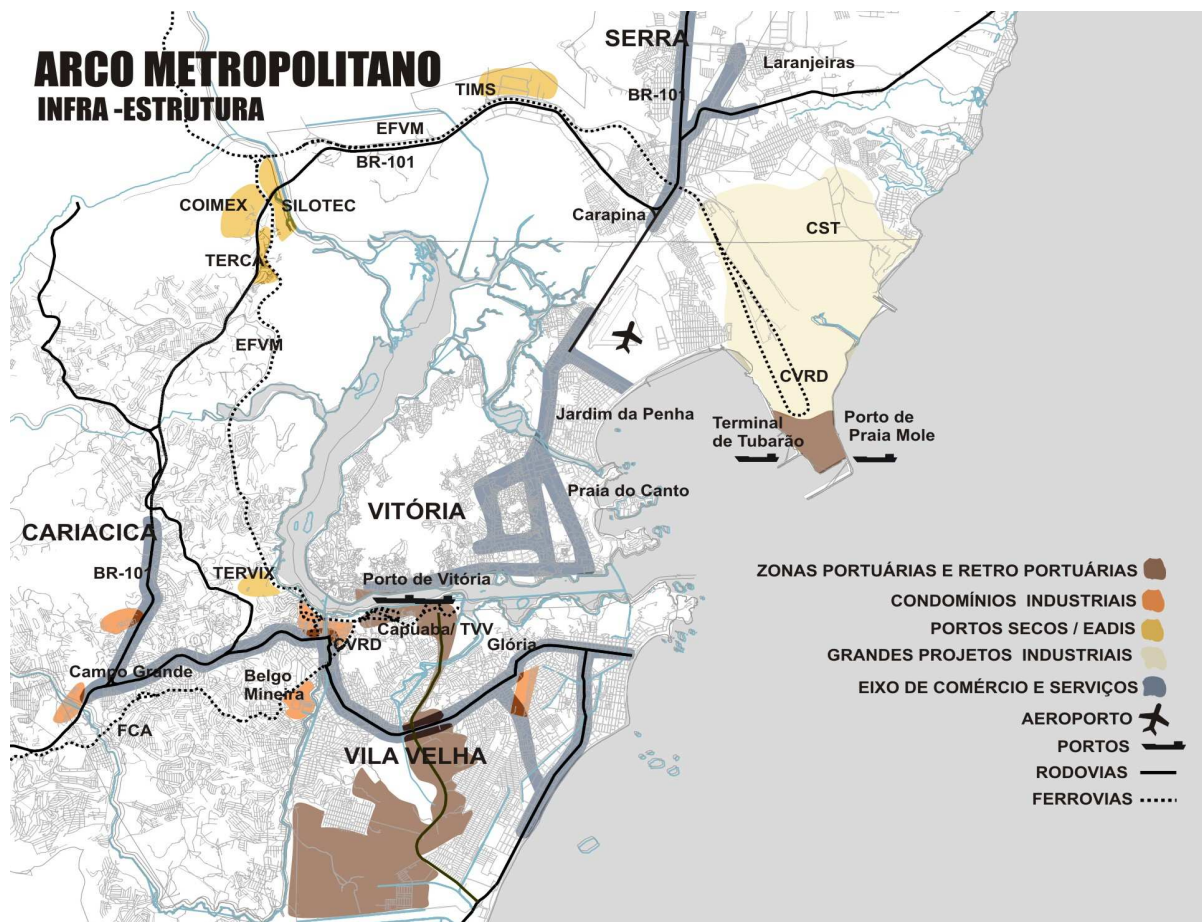 ARCO METROPOLITANO
INFRA -ESTRUTURA
SERRA
Laranjeiras
TIMS
BR-101
EFVM
BR-101
COIMEX
SILOTEC
Carapina
CST
TERCA
EFVM
CVRD
Jardim da Penha
Terminal
de Tubarão
Porto de
Praia Mole
Praia do Canto
VITÓRIA
CARIACICA
BR-101
TERVIX
Porto de Vitória
Capuaba/ TVV
CVRD
Glória
Campo Grande
Belgo
Mineira
FCA
VILA VELHA
ZONAS PORTUÁRIAS E RETRO PORTUÁRIAS
CONDOMÍNIOS INDUSTRIAIS
PORTOS SECOS / EADIS
GRANDES PROJETOS INDUSTRIAIS
EIXO DE COMÉRCIO E SERVIÇOS
AEROPORTO
PORTOS
RODOVIAS
FERROVIAS